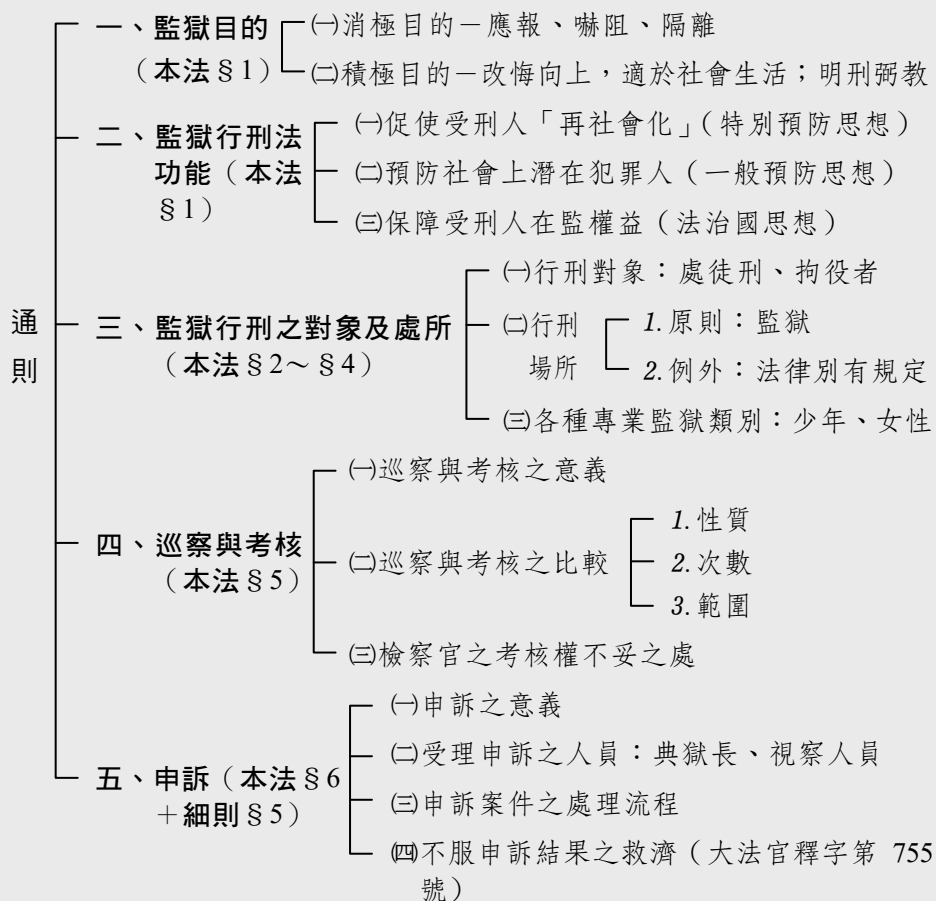 通則
一、監獄目的（本法§1）
㈠消極目的－應報、嚇阻、隔離
㈡積極目的－改悔向上，適於社會生活；明刑弼教
二、監獄行刑法
功能（本法
§1）
㈠促使受刑人「再社會化」（特別預防思想）
㈡預防社會上潛在犯罪人（一般預防思想）
㈢保障受刑人在監權益（法治國思想）
三、監獄行刑之對象及處所
（本法§2～§4）
㈠行刑對象：處徒刑、拘役者
㈡行刑
場所
1.原則：監獄
2.例外：法律別有規定
㈢各種專業監獄類別：少年、女性
四、巡察與考核
（本法§5）
㈠巡察與考核之意義
㈡巡察與考核之比較
1.性質
2.次數
3.範圍
㈢檢察官之考核權不妥之處
五、申訴（本法§6
＋細則§5）
㈠申訴之意義
㈡受理申訴之人員：典獄長、視察人員
㈢申訴案件之處理流程
㈣不服申訴結果之救濟（大法官釋字第 755
號）